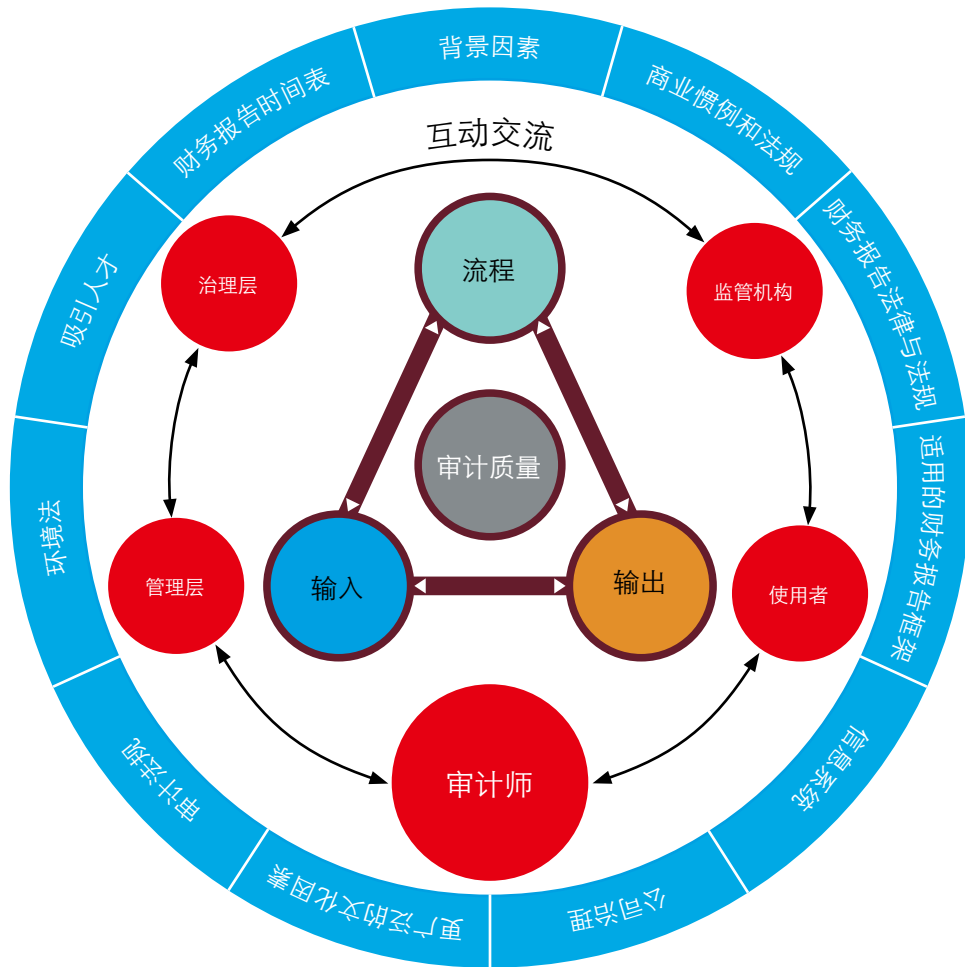 背景因素
商业惯例和法规
财务报告法律与法规
适用的财务报告框架
信息系统
公司治理
更广泛的文化因素
审计法规
环境法
吸引人才
财务报告时间表
互动交流
治理层
监管机构
管理层
使用者
审计师
流程
审计质量
输入
输出